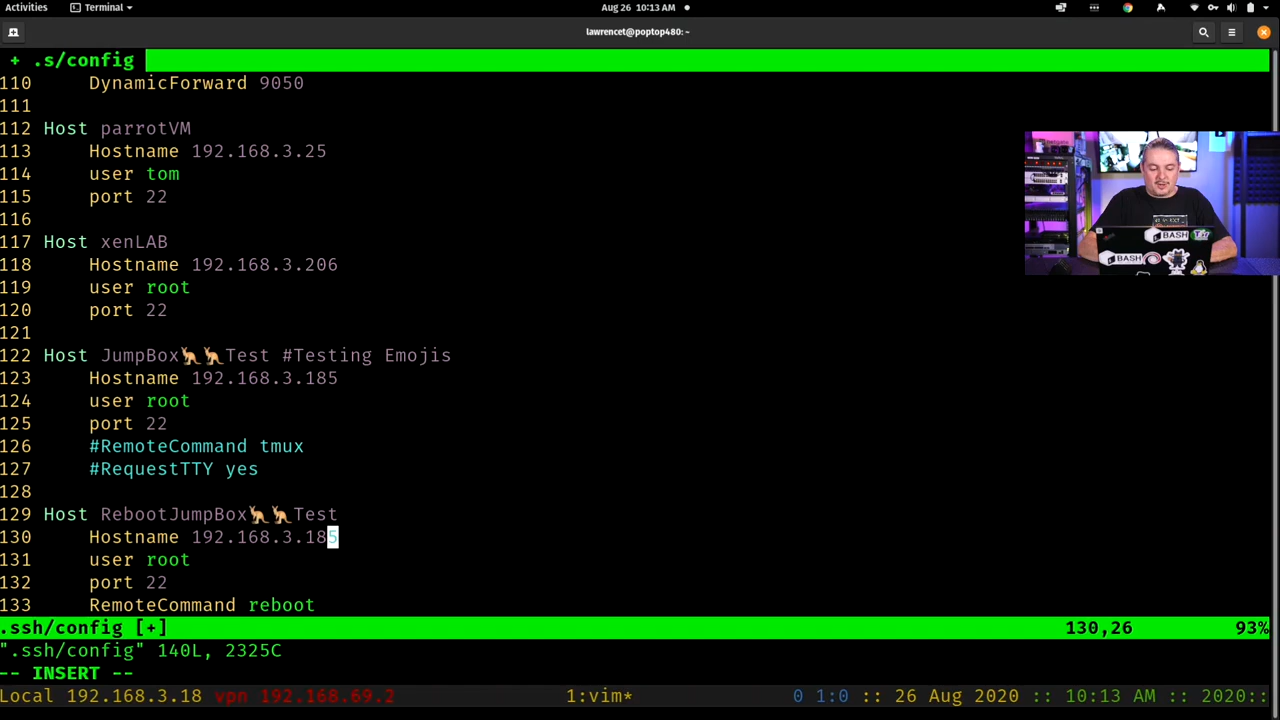 Activities Terminal Aug 26 10:13 AM
lawrencet@poptop480: ~
+ .s/config
110 DynamicForward 9050
111
112 Host parrotVM
113 Hostname 192.168.3.25
114 user tom
115 port 22
116
117 Host xenLAB
118 Hostname 192.168.3.206
119 user root
120 port 22
121
122 Host JumpBox🦘🦘Test #Testing Emojis
123 Hostname 192.168.3.185
124 user root
125 port 22
126 #RemoteCommand tmux
127 #RequestTTY yes
128
129 Host RebootJumpBox🦘🦘Test
130 Hostname 192.168.3.185
131 user root
132 port 22
133 RemoteCommand reboot
.ssh/config [+] 130,26 93%
".ssh/config" 140L, 2325C
-- INSERT --
Local 192.168.3.18 vpn 192.168.69.2 1:vim* 0 1:0 :: 26 Aug 2020 :: 10:13 AM :: 2020::
BASH
BASH